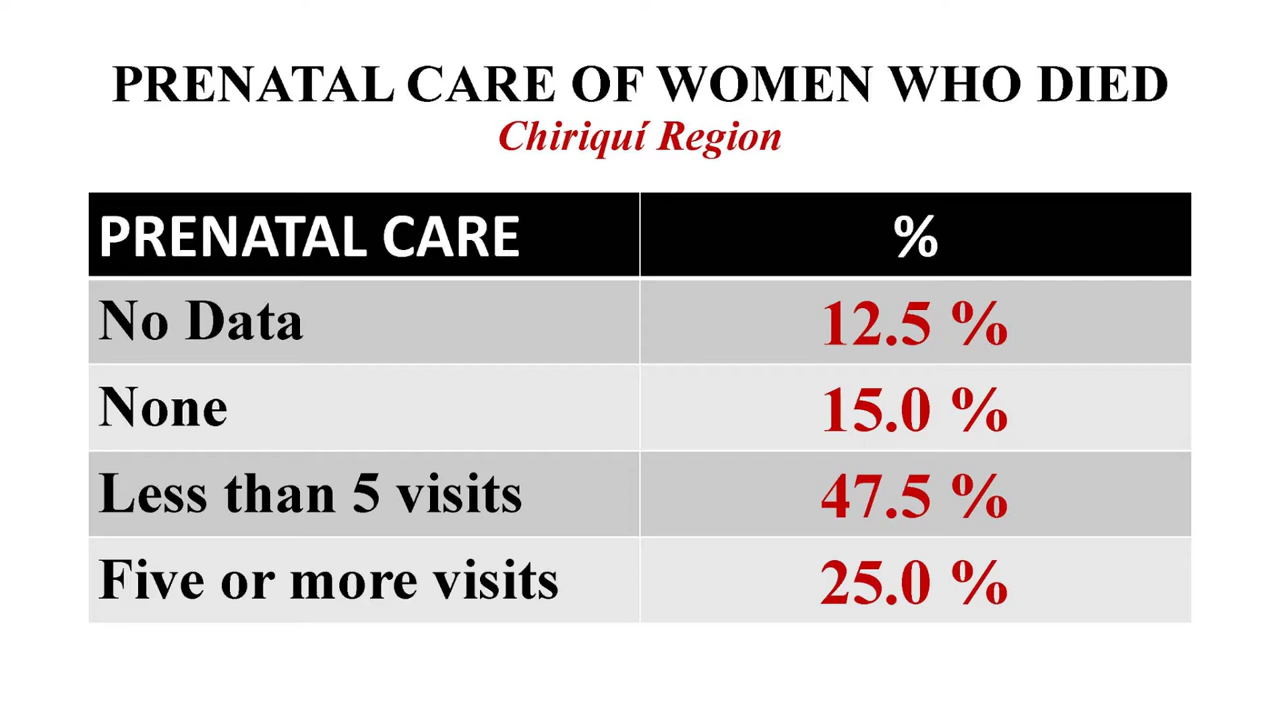 PRENATAL CARE OF WOMEN WHO DIED
Chiriquí Region
PRENATAL CARE %
No Data 12.5 %
None 15.0 %
Less than 5 visits 47.5 %
Five or more visits 25.0 %